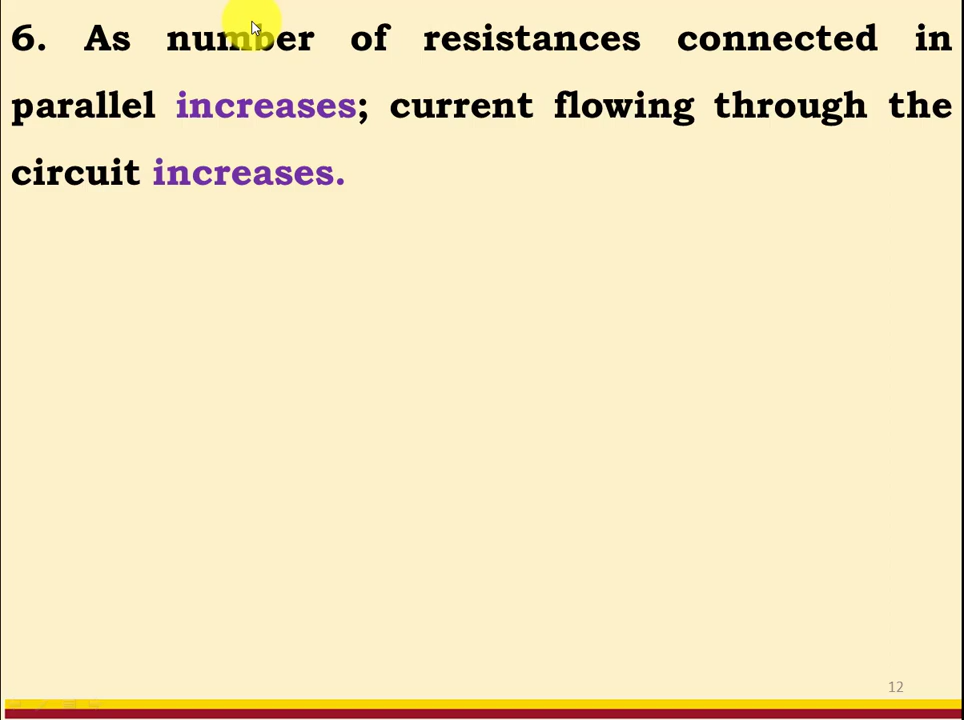 6. As number of resistances connected in
parallel increases; current flowing through the
circuit increases.
12